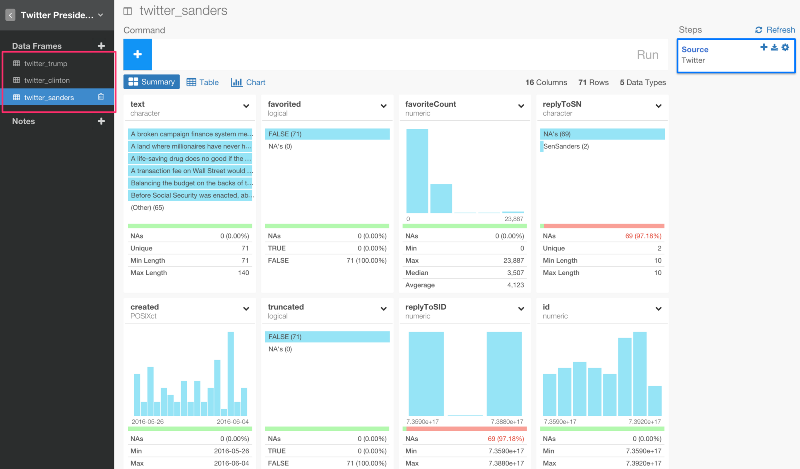 Twitter Preside...
twitter_sanders
Command
Steps
Refresh
Data Frames
twitter_trump
twitter_clinton
twitter_sanders
Notes
+
Run
Source
Twitter
Summary
Table
Chart
16 Columns 71 Rows 5 Data Types
text
character
A broken campaign finance system me...
A land where millionaires have never h...
A life-saving drug does no good if the ...
A transaction fee on Wall Street would ...
Balancing the budget on the backs of t...
Before Social Security was enacted, ab...
(Other) (65)
NAs 0 (0.00%)
Unique 71
Min Length 71
Max Length 140
favorited
logical
FALSE (71)
NA's (0)
NAs 0 (0.00%)
TRUE 0 (0.00%)
FALSE 71 (100.00%)
favoriteCount
numeric
0 23,887
NAs 0 (0.00%)
Min 0
Max 23,887
Median 3,507
Avgerage 4,123
replyToSN
character
NA's (69)
SenSanders (2)
NAs 69 (97.18%)
Unique 2
Min Length 10
Max Length 10
created
POSIXct
2016-05-26 2016-06-04
NAs 0 (0.00%)
Min 2016-05-26
Max 2016-06-04
truncated
logical
FALSE (71)
NA's (0)
NAs 0 (0.00%)
TRUE 0 (0.00%)
FALSE 71 (100.00%)
replyToSID
numeric
7.3590e+17 7.3880e+17
NAs 69 (97.18%)
Min 7.3590e+17
Max 7.3880e+17
id
numeric
7.3590e+17 7.3920e+17
NAs 0 (0.00%)
Min 7.3590e+17
Max 7.3920e+17